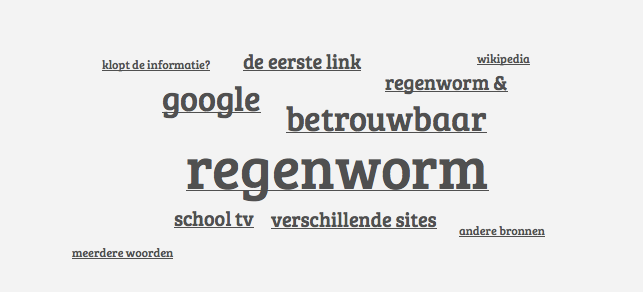 klopt de informatie?
de eerste link
wikipedia
google
regenworm &
betrouwbaar
regenworm
school tv
verschillende sites
andere bronnen
meerdere woorden